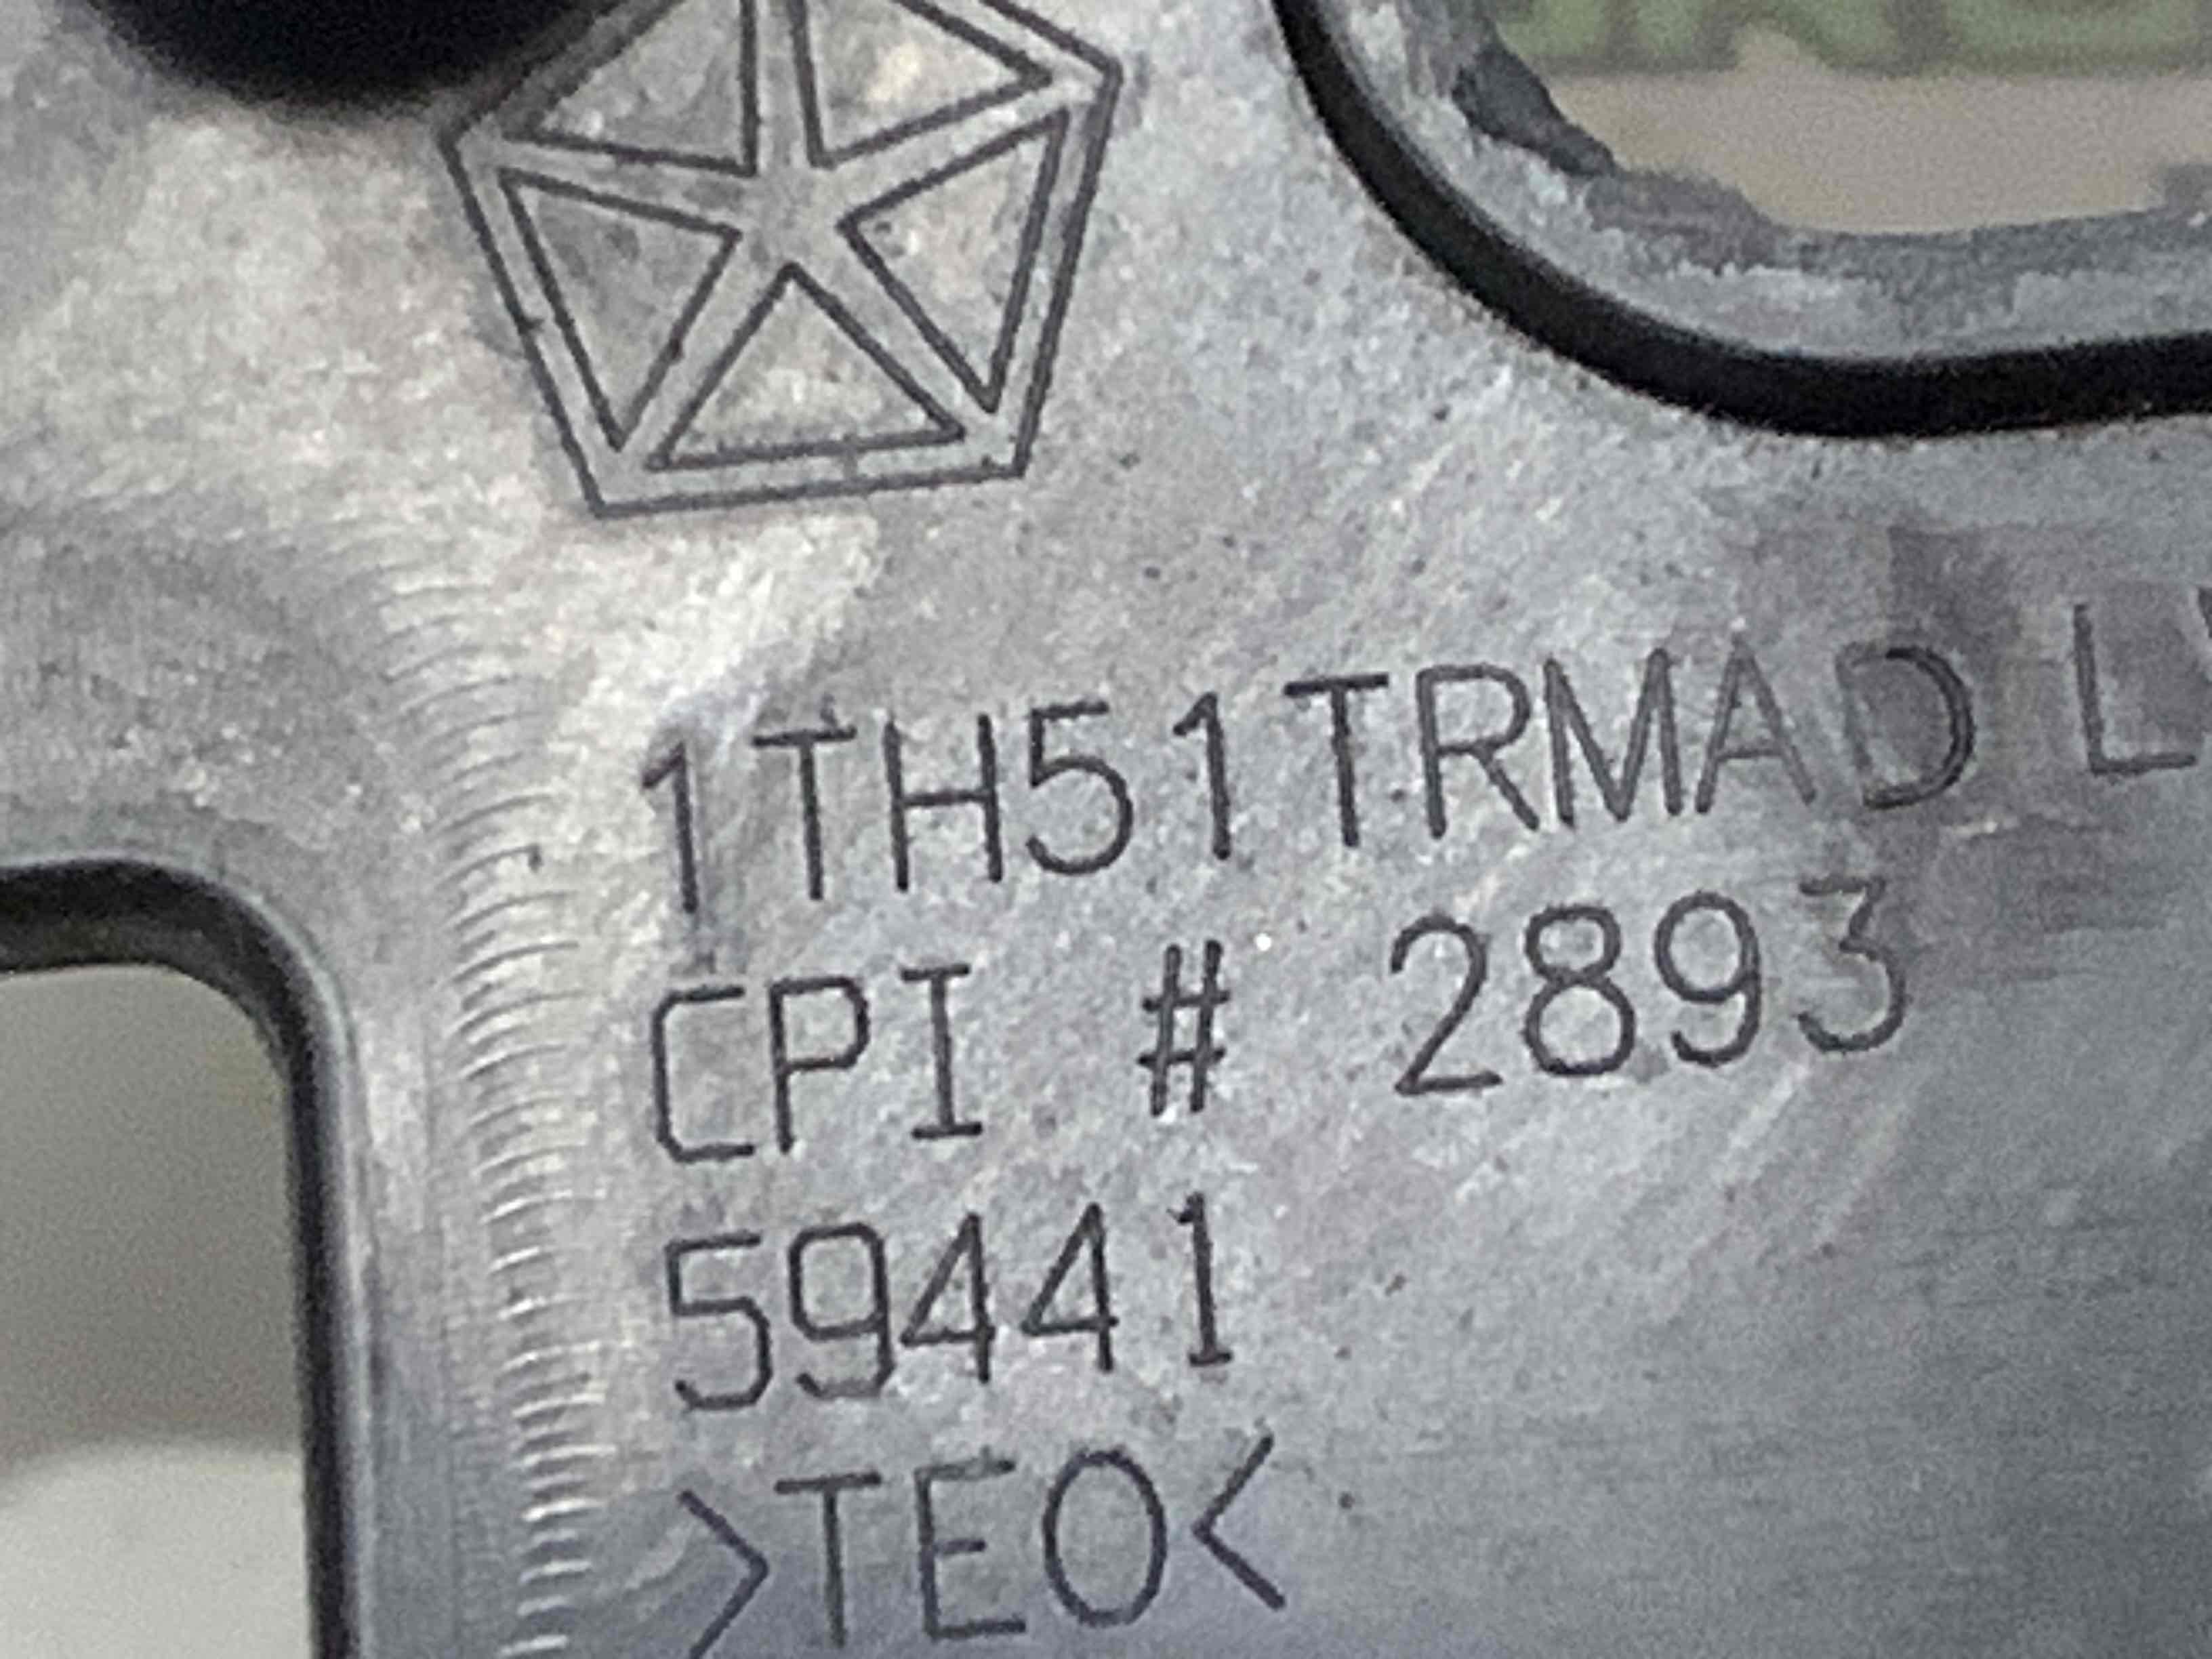 1TH51TRMAD L
CPI # 2893
59441
>TEO<